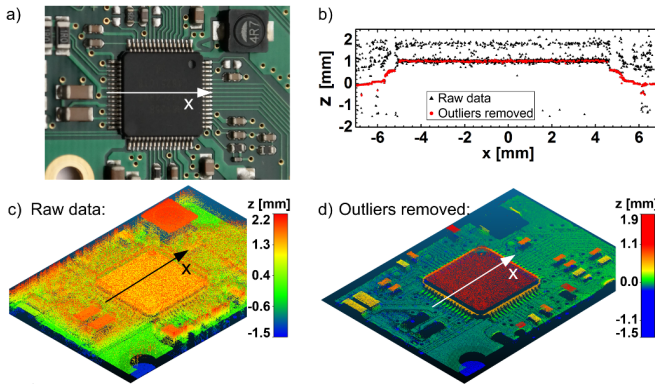 a)
4R7
x
b)
z [mm]
2
1
0
-1
-2
Raw data
Outliers removed
-6 -4 -2 0 2 4 6
x [mm]
c) Raw data:
z [mm]
2.2
1.3
0.4
-0.6
-1.5
x
d) Outliers removed:
z [mm]
1.9
1.1
0.0
-1.1
-1.5
x